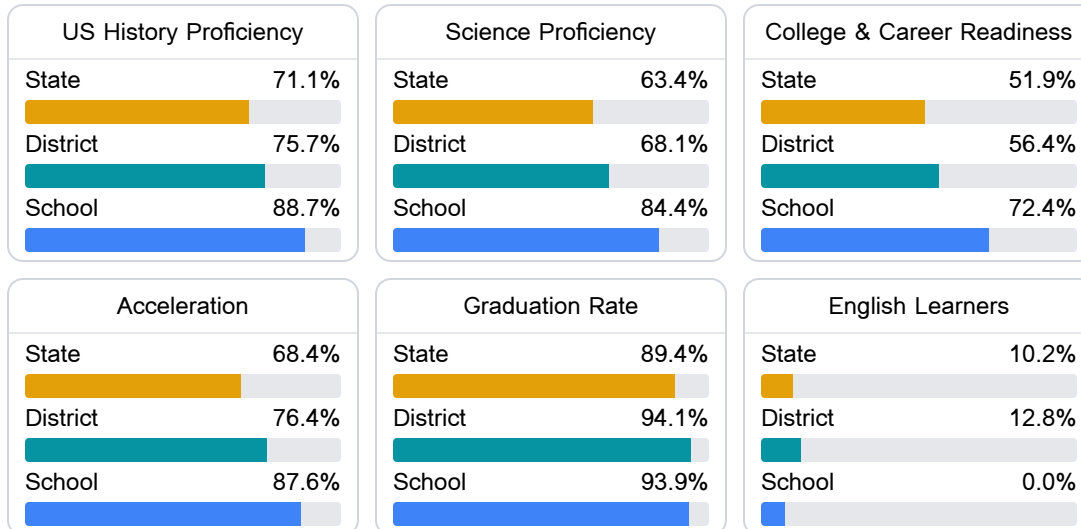 US History Proficiency
State 71.1%
District 75.7%
School 88.7%
Science Proficiency
State 63.4%
District 68.1%
School 84.4%
College & Career Readiness
State 51.9%
District 56.4%
School 72.4%
Acceleration
State 68.4%
District 76.4%
School 87.6%
Graduation Rate
State 89.4%
District 94.1%
School 93.9%
English Learners
State 10.2%
District 12.8%
School 0.0%